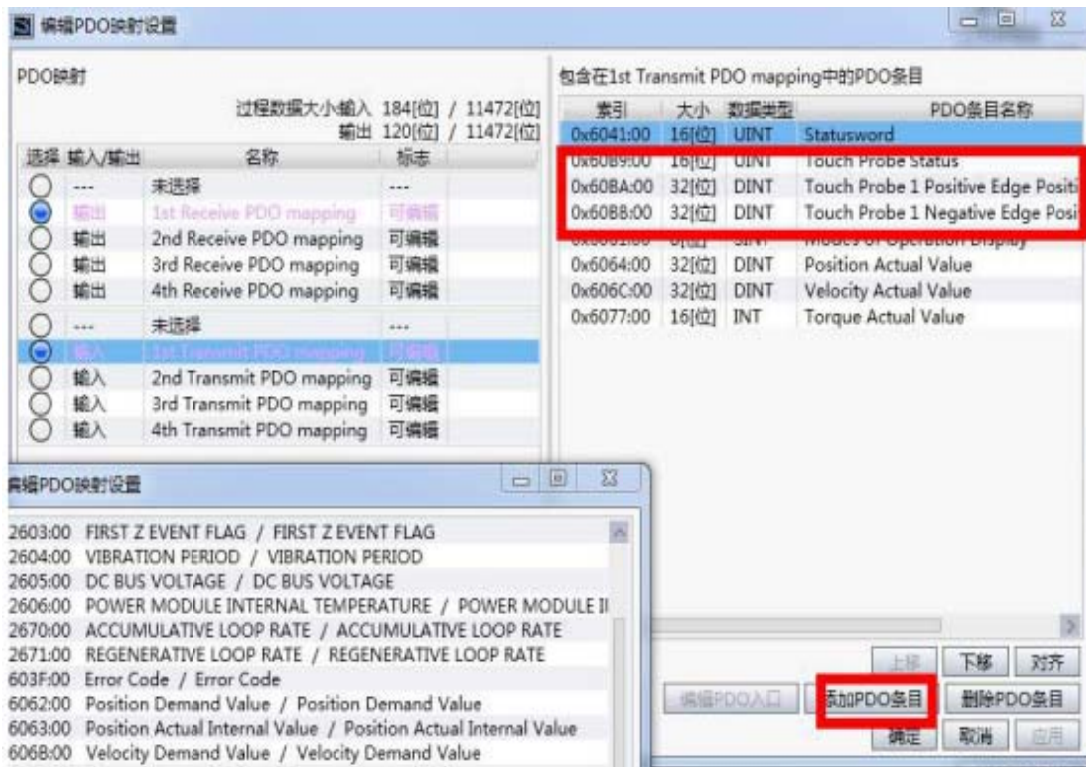 编辑PDO映射设置
PDO映射
过程数据大小输入 184[位] / 11472[位]
输出 120[位] / 11472[位]
选择 输入/输出 名称 标志
--- 未选择 ---
输出 1st Receive PDO mapping 可编辑
输出 2nd Receive PDO mapping 可编辑
输出 3rd Receive PDO mapping 可编辑
输出 4th Receive PDO mapping 可编辑
--- 未选择 ---
输入 1st Transmit PDO mapping 可编辑
输入 2nd Transmit PDO mapping 可编辑
输入 3rd Transmit PDO mapping 可编辑
输入 4th Transmit PDO mapping 可编辑
包含在1st Transmit PDO mapping中的PDO条目
索引 大小 数据类型 PDO条目名称
0x6041:00 16[位] UINT Statusword
0x60B9:00 16[位] UINT Touch Probe Status
0x60BA:00 32[位] DINT Touch Probe 1 Positive Edge Positi
0x60BB:00 32[位] DINT Touch Probe 1 Negative Edge Posi
0x6061:00 8[位] SINT Modes of Operation Display
0x6064:00 32[位] DINT Position Actual Value
0x606C:00 32[位] DINT Velocity Actual Value
0x6077:00 16[位] INT Torque Actual Value
编辑PDO映射设置
2603:00 FIRST Z EVENT FLAG / FIRST Z EVENT FLAG
2604:00 VIBRATION PERIOD / VIBRATION PERIOD
2605:00 DC BUS VOLTAGE / DC BUS VOLTAGE
2606:00 POWER MODULE INTERNAL TEMPERATURE / POWER MODULE II
2670:00 ACCUMULATIVE LOOP RATE / ACCUMULATIVE LOOP RATE
2671:00 REGENERATIVE LOOP RATE / REGENERATIVE LOOP RATE
603F:00 Error Code / Error Code
6062:00 Position Demand Value / Position Demand Value
6063:00 Position Actual Internal Value / Position Actual Internal Value
606B:00 Velocity Demand Value / Velocity Demand Value
上移 下移 对齐
编辑PDO入口 添加PDO条目 删除PDO条目
确定 取消 应用